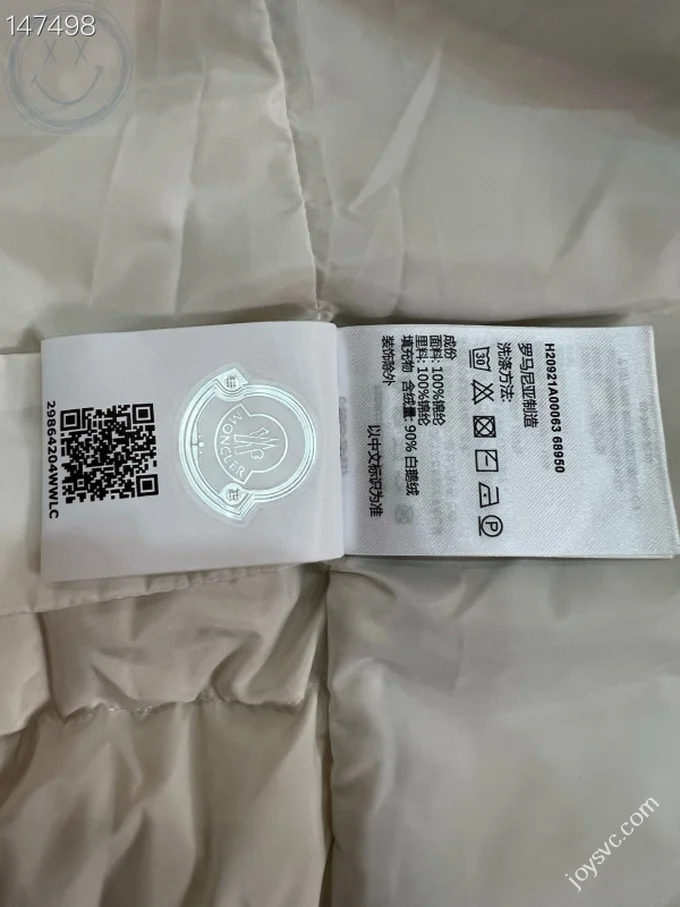 147498
29864204WWLC
MONCLER
H20921A00063 68950
罗马尼亚制造
洗涤方法:
30
P
成份
面料: 100%锦纶
里料: 100%锦纶
填充物 含绒量: 90% 白鹅绒
装饰除外
以中文标识为准
joysvc.com